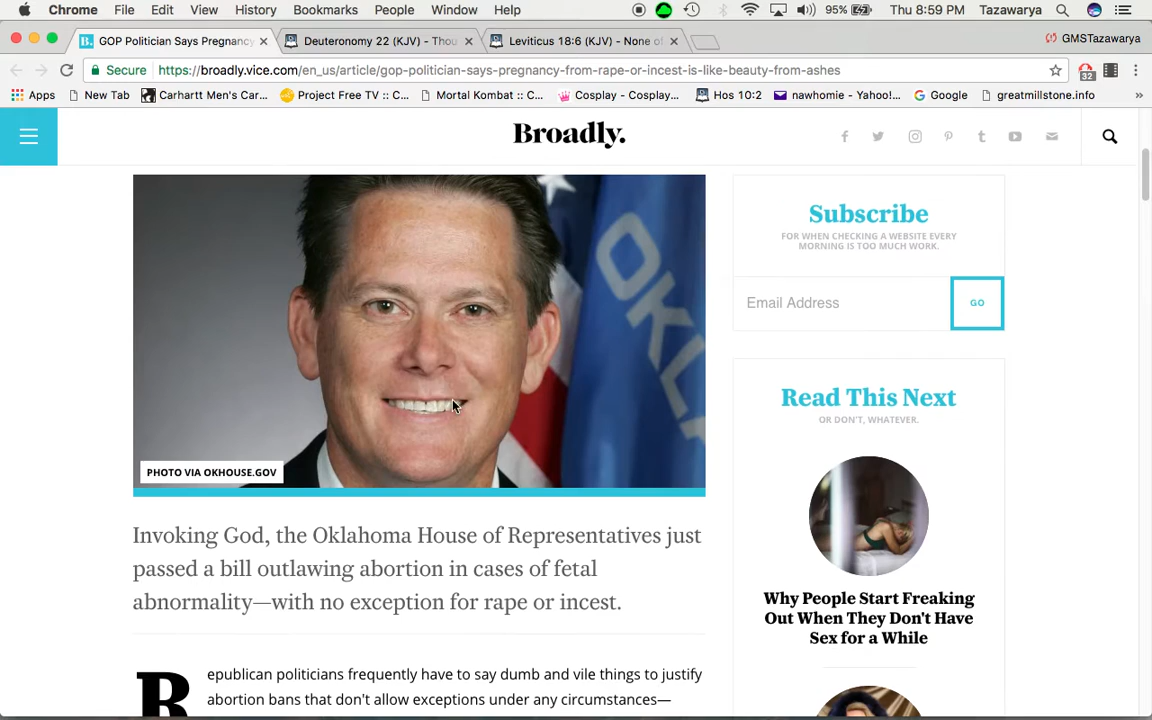 Chrome File Edit View History Bookmarks People Window Help 95% Thu 8:59 PM Tazawarya
GOP Politician Says Pregnancy Deuteronomy 22 (KJV) - Thou Leviticus 18:6 (KJV) - None of GMSTazawarya
Secure https://broadly.vice.com/en_us/article/gop-politician-says-pregnancy-from-rape-or-incest-is-like-beauty-from-ashes 32
Apps New Tab Carhartt Men's Car... Project Free TV :: C... Mortal Kombat :: C... Cosplay - Cosplay... Hos 10:2 nawhomie - Yahoo!... Google greatmillstone.info »
Broadly.
OKLA
PHOTO VIA OKHOUSE.GOV
Invoking God, the Oklahoma House of Representatives just
passed a bill outlawing abortion in cases of fetal
abnormality—with no exception for rape or incest.
Republican politicians frequently have to say dumb and vile things to justify
abortion bans that don't allow exceptions under any circumstances—
Subscribe
FOR WHEN CHECKING A WEBSITE EVERY
MORNING IS TOO MUCH WORK.
Email Address GO
Read This Next
OR DON'T, WHATEVER.
Why People Start Freaking
Out When They Don't Have
Sex for a While